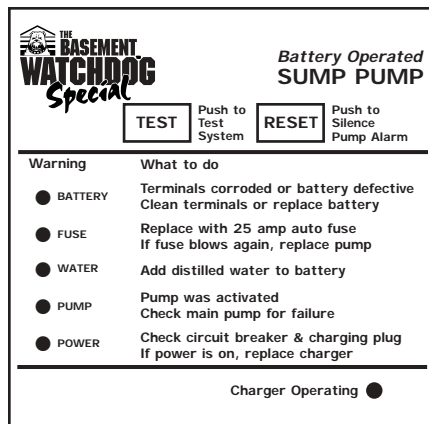 THE
BASEMENT
WATCHDOG
Special
Battery Operated
SUMP PUMP
TEST
Push to
Test
System
RESET
Push to
Silence
Pump Alarm
Warning What to do
BATTERY
Terminals corroded or battery defective
Clean terminals or replace battery
FUSE
Replace with 25 amp auto fuse
If fuse blows again, replace pump
WATER
Add distilled water to battery
PUMP
Pump was activated
Check main pump for failure
POWER
Check circuit breaker & charging plug
If power is on, replace charger
Charger Operating